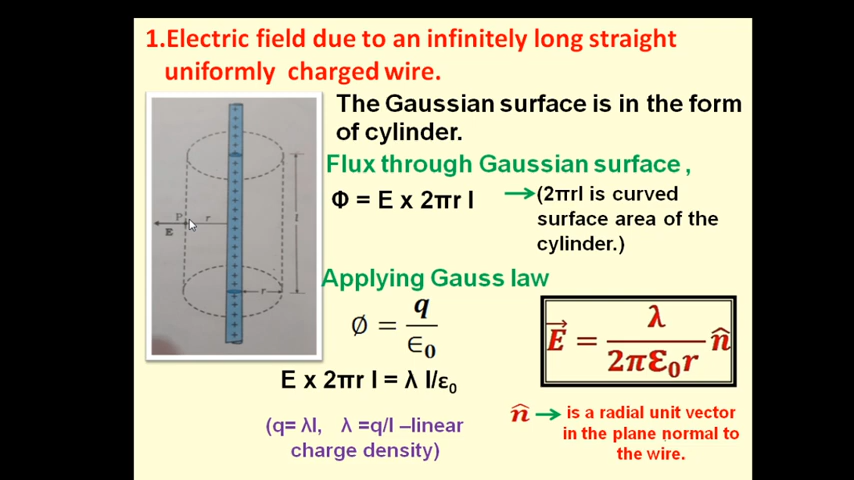 1.Electric field due to an infinitely long straight
uniformly charged wire.
The Gaussian surface is in the form
of cylinder.
Flux through Gaussian surface ,
Φ = E x 2πr l → (2πrl is curved
surface area of the
cylinder.)
P r l
E
r
Applying Gauss law
∅ = q/∈₀
E x 2πr l = λ l/ε₀
(q= λl, λ =q/l –linear
charge density)
E⃗ = λ/2πε₀r n̂
n̂ → is a radial unit vector
in the plane normal to
the wire.